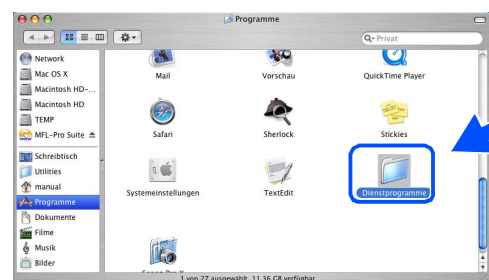 Programme
Privat
Network
Mac OS X
Macintosh HD-...
Macintosh HD
TEMP
MFL-Pro Suite
Schreibtisch
Utilities
manual
Programme
Dokumente
Filme
Musik
Bilder
Mail Vorschau QuickTime Player
Safari Sherlock Stickies
Systemeinstellungen TextEdit Dienstprogramme
1 von 27 ausgewählt, 11,36 GB verfügbar